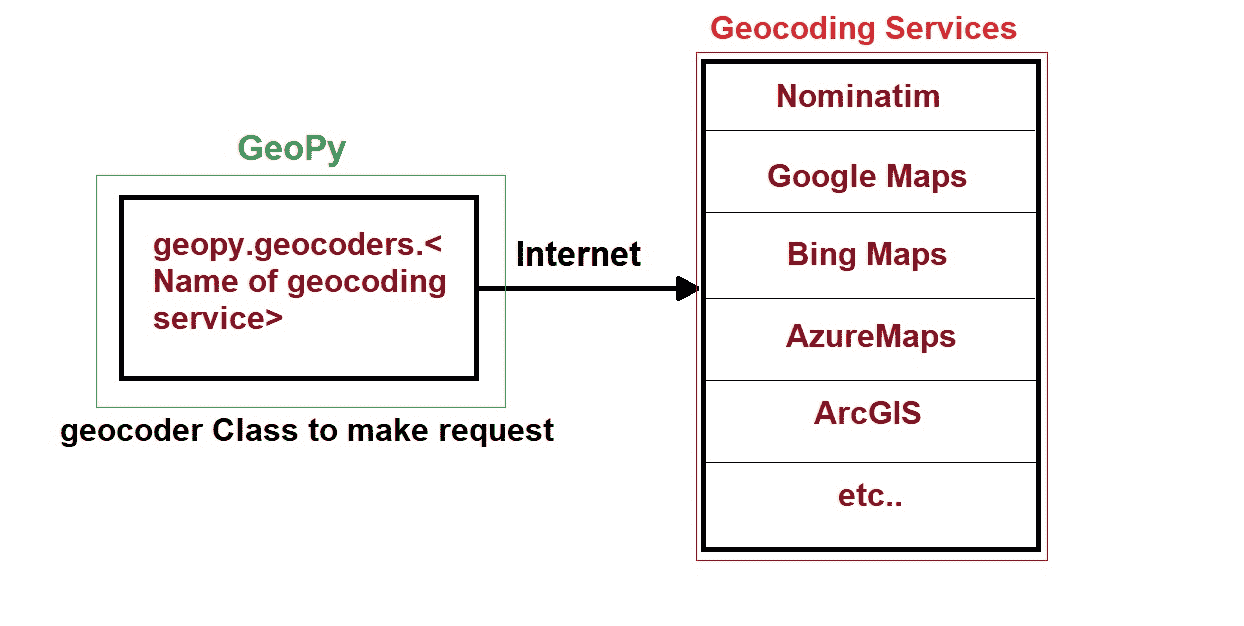 Geocoding Services
GeoPy
geopy.geocoders.<
Name of geocoding
service>
geocoder Class to make request
Internet
Nominatim
Google Maps
Bing Maps
AzureMaps
ArcGIS
etc..